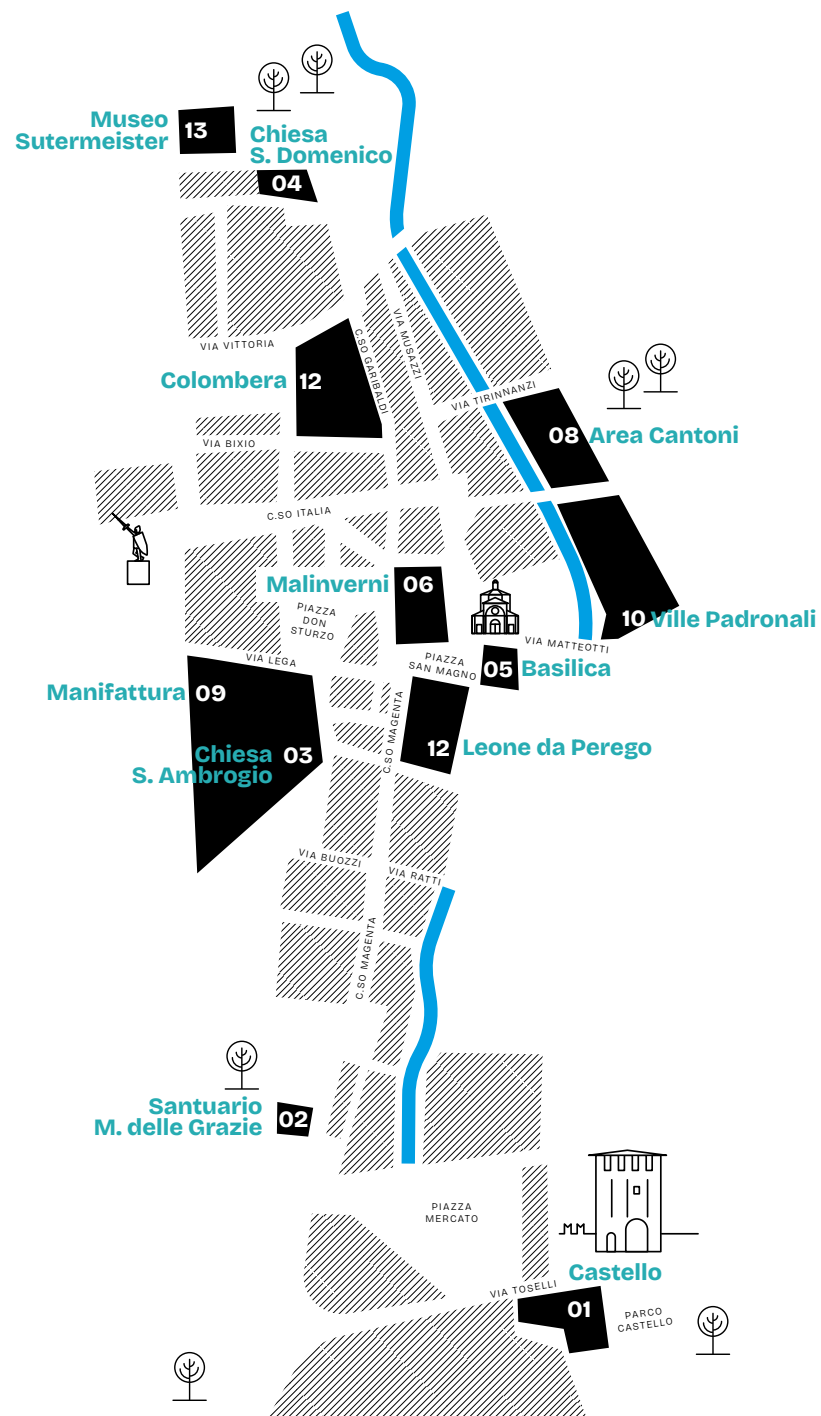 Museo
Sutermeister
13
Chiesa
S. Domenico
04
VIA VITTORIA
C.SO GARIBALDI
VIA MUSAZZI
Colombera
12
VIA TIRINNANZI
08
Area Cantoni
VIA BIXIO
C.SO ITALIA
Malinverni
06
PIAZZA
DON
STURZO
10
Ville Padronali
VIA MATTEOTTI
VIA LEGA
PIAZZA
SAN MAGNO
05
Basilica
Manifattura
09
C.SO MAGENTA
Chiesa
S. Ambrogio
03
12
Leone da Perego
VIA BUOZZI
VIA RATTI
C.SO MAGENTA
Santuario
M. delle Grazie
02
PIAZZA
MERCATO
Castello
VIA TOSELLI
01
PARCO
CASTELLO